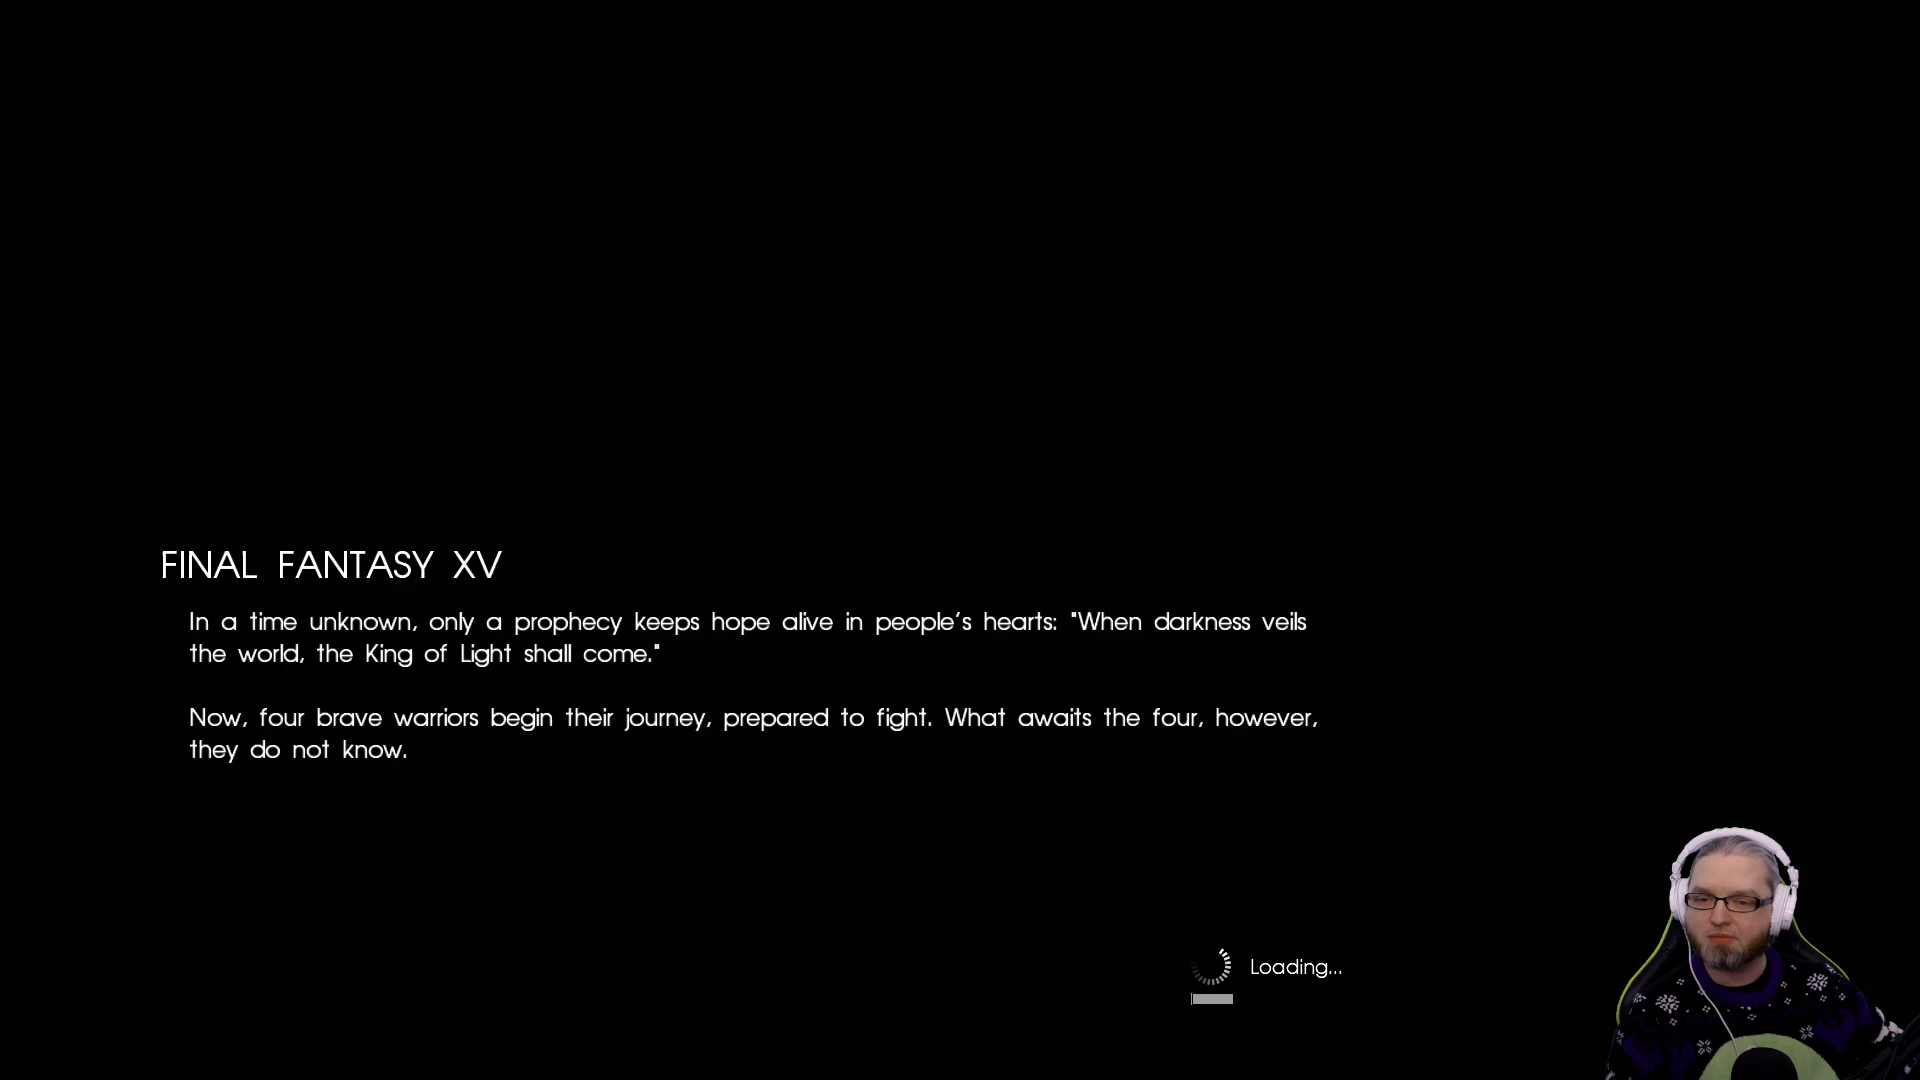 FINAL FANTASY XV
In a time unknown, only a prophecy keeps hope alive in people's hearts: "When darkness veils
the world, the King of Light shall come."
Now, four brave warriors begin their journey, prepared to fight. What awaits the four, however,
they do not know.
Loading...